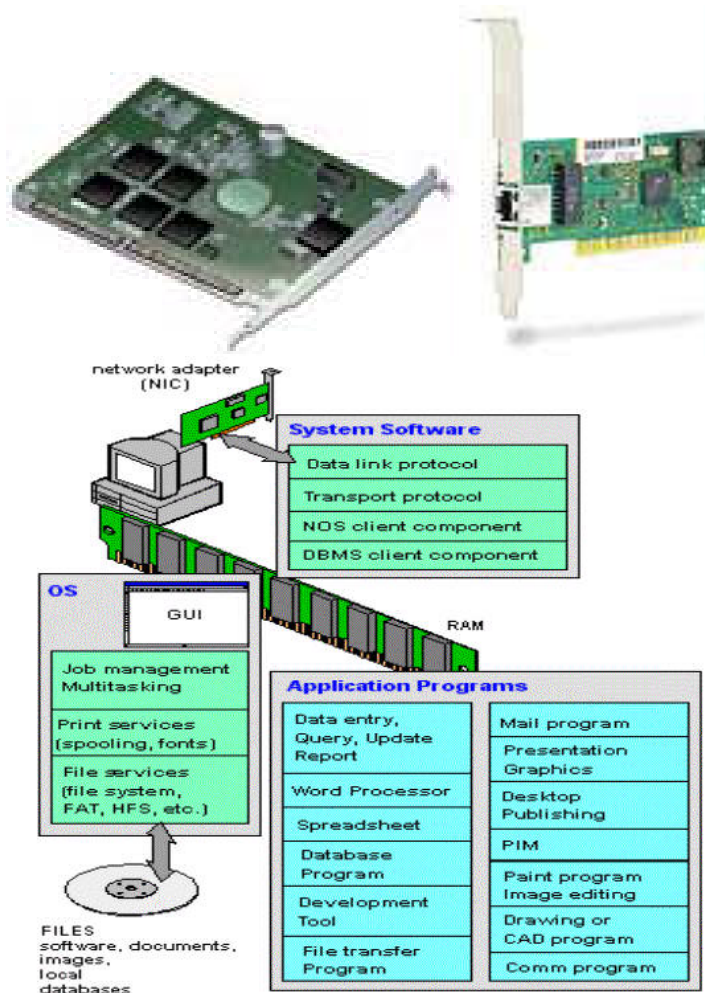 network adapter
(NIC)
System Software
Data link protocol
Transport protocol
NOS client component
DBMS client component
OS
GUI
Job management
Multitasking
Print services
(spooling, fonts)
File services
(file system,
FAT, HFS, etc.)
RAM
Application Programs
Data entry,
Query, Update
Report
Word Processor
Spreadsheet
Database
Program
Development
Tool
File transfer
Program
Mail program
Presentation
Graphics
Desktop
Publishing
PIM
Paint program
Image editing
Drawing or
CAD program
Comm program
FILES
software, documents,
images,
local
databases